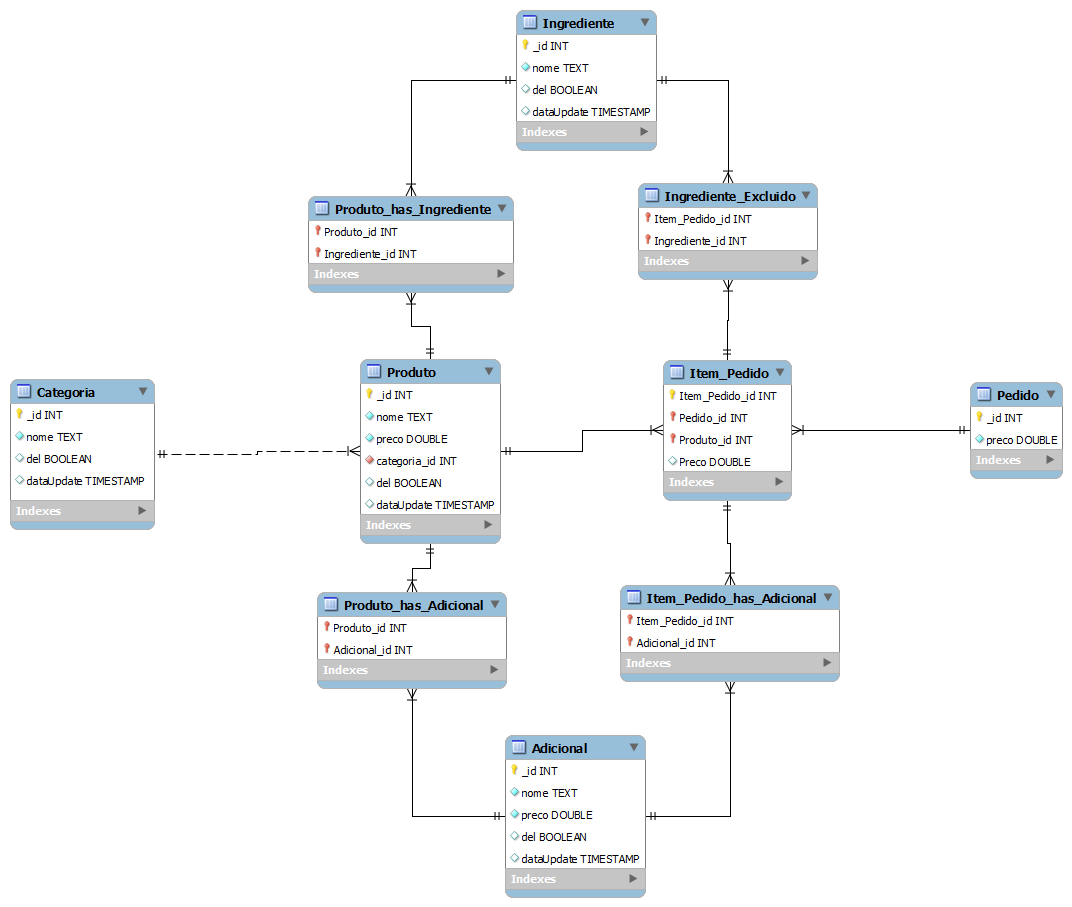 Ingrediente
_id INT
nome TEXT
del BOOLEAN
dataUpdate TIMESTAMP
Indexes
Produto_has_Ingrediente
Produto_id INT
Ingrediente_id INT
Indexes
Ingrediente_Excluido
Item_Pedido_id INT
Ingrediente_id INT
Indexes
Categoria
_id INT
nome TEXT
del BOOLEAN
dataUpdate TIMESTAMP
Indexes
Produto
_id INT
nome TEXT
preco DOUBLE
categoria_id INT
del BOOLEAN
dataUpdate TIMESTAMP
Indexes
Item_Pedido
Item_Pedido_id INT
Pedido_id INT
Produto_id INT
Preco DOUBLE
Indexes
Pedido
_id INT
preco DOUBLE
Indexes
Produto_has_Adicional
Produto_id INT
Adicional_id INT
Indexes
Item_Pedido_has_Adicional
Item_Pedido_id INT
Adicional_id INT
Indexes
Adicional
_id INT
nome TEXT
preco DOUBLE
del BOOLEAN
dataUpdate TIMESTAMP
Indexes